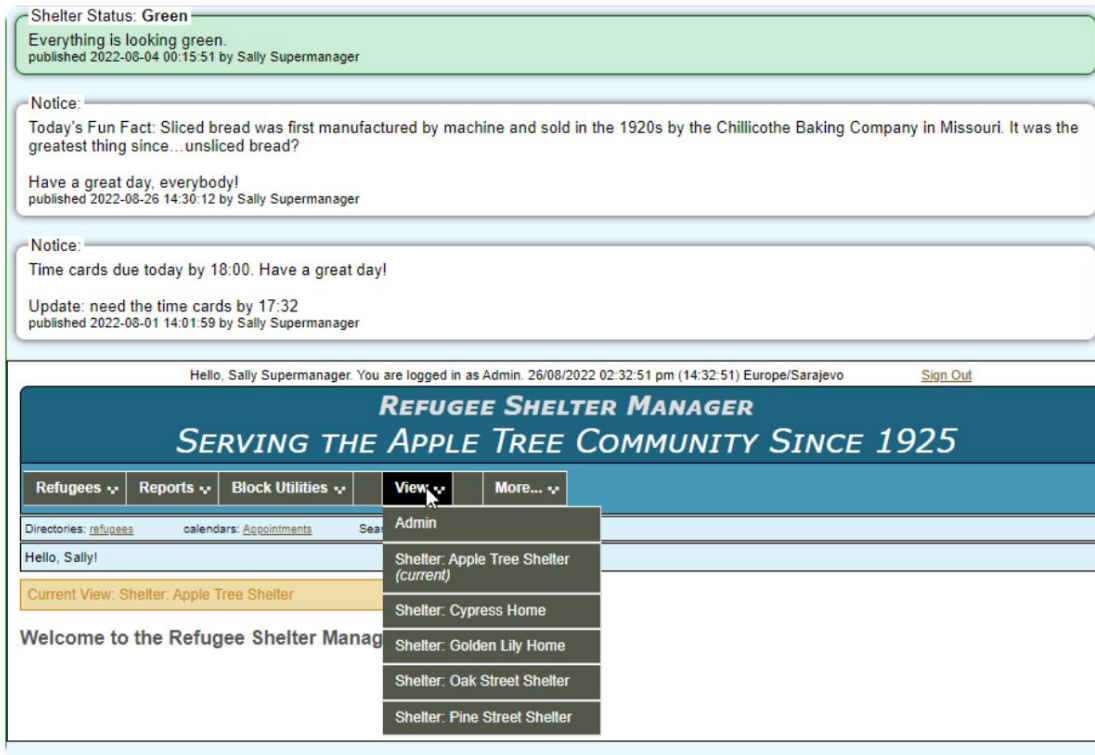 Shelter Status: Green
Everything is looking green.
published 2022-08-04 00:15:51 by Sally Supermanager
Notice:
Today's Fun Fact: Sliced bread was first manufactured by machine and sold in the 1920s by the Chillicothe Baking Company in Missouri. It was the
greatest thing since…unsliced bread?
Have a great day, everybody!
published 2022-08-26 14:30:12 by Sally Supermanager
Notice:
Time cards due today by 18:00. Have a great day!
Update: need the time cards by 17:32
published 2022-08-01 14:01:59 by Sally Supermanager
Hello, Sally Supermanager. You are logged in as Admin. 26/08/2022 02:32:51 pm (14:32:51) Europe/Sarajevo Sign Out
REFUGEE SHELTER MANAGER
SERVING THE APPLE TREE COMMUNITY SINCE 1925
Refugees Reports Block Utilities View More...
Directories: refugees calendars: Appointments
Hello, Sally!
Current View: Shelter: Apple Tree Shelter
Welcome to the Refugee Shelter
Admin
Shelter: Apple Tree Shelter
(current)
Shelter: Cypress Home
Shelter: Golden Lily Home
Shelter: Oak Street Shelter
Shelter: Pine Street Shelter